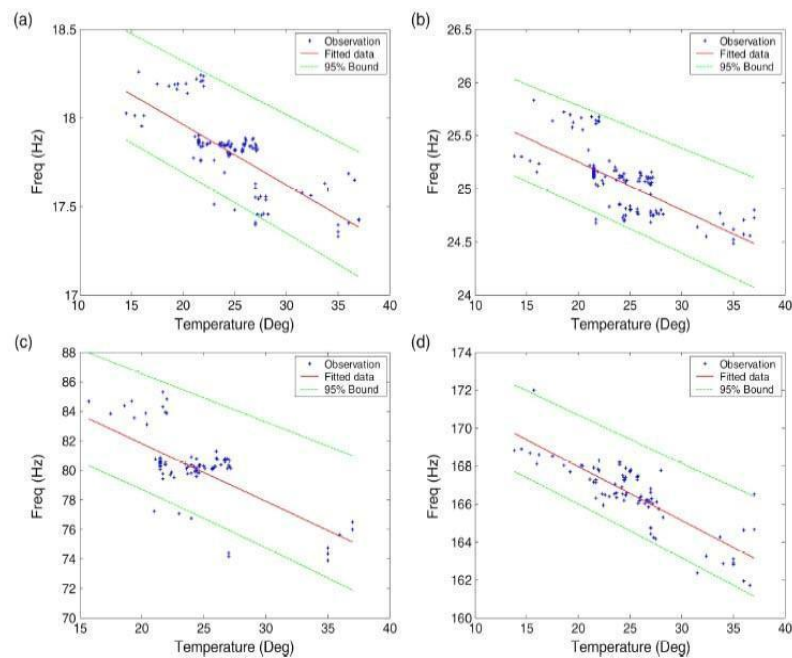 (a)
18.5
18
17.5
17
Freq (Hz)
Observation
Fitted data
95% Bound
10 15 20 25 30 35 40
Temperature (Deg)
(b)
26.5
26
25.5
25
24.5
24
Freq (Hz)
Observation
Fitted data
95% Bound
10 15 20 25 30 35 40
Temperature (Deg)
(c)
88
86
84
82
80
78
76
74
72
70
Freq (Hz)
Observation
Fitted data
95% Bound
15 20 25 30 35 40
Temperature (Deg)
(d)
174
172
170
168
166
164
162
160
Freq (Hz)
Observation
Fitted data
95% Bound
10 15 20 25 30 35 40
Temperature (Deg)